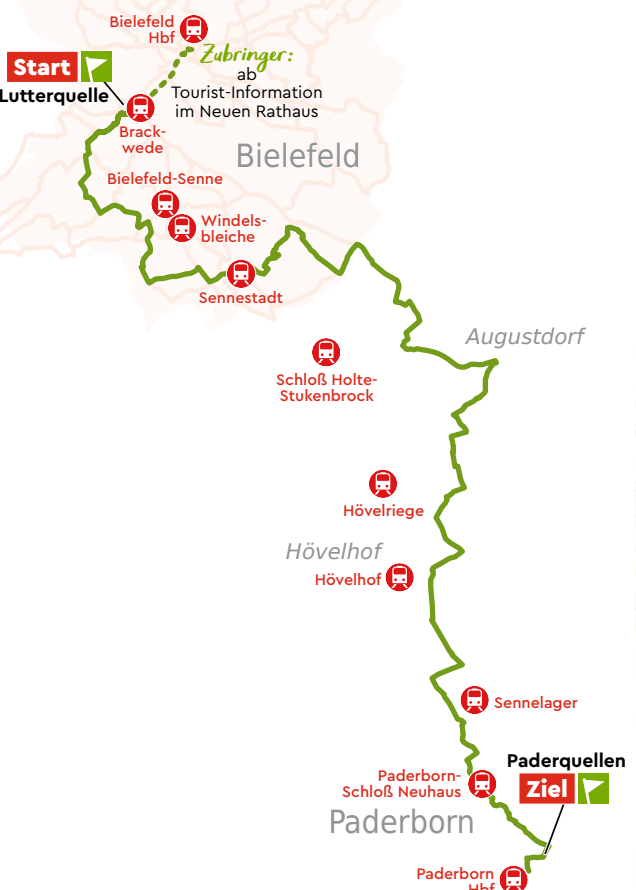 Bielefeld
Hbf
Zubringer:
ab
Tourist-Information
im Neuen Rathaus
Start
Lutterquelle
Brack-
wede
Bielefeld
Bielefeld-Senne
Windels-
bleiche
Sennestadt
Augustdorf
Schloß Holte-
Stukenbrock
Hövelriege
Hövelhof
Hövelhof
Sennelager
Paderquellen
Ziel
Paderborn-
Schloß Neuhaus
Paderborn
Paderborn
Hbf